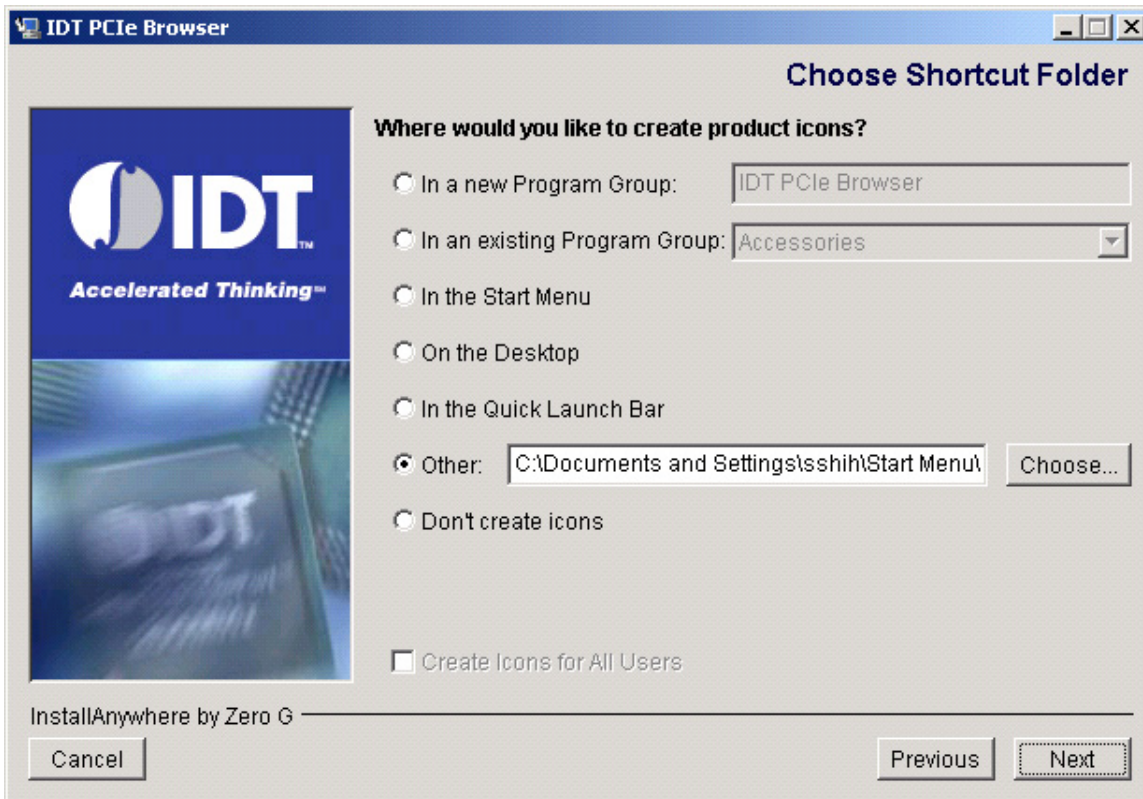 IDT PCIe Browser
Choose Shortcut Folder
IDT™
Accelerated Thinking℠
Where would you like to create product icons?
In a new Program Group: IDT PCIe Browser
In an existing Program Group: Accessories
In the Start Menu
On the Desktop
In the Quick Launch Bar
Other: C:\Documents and Settings\sshih\Start Menu\ Choose...
Don't create icons
IDT
Create Icons for All Users
InstallAnywhere by Zero G
Cancel Previous Next